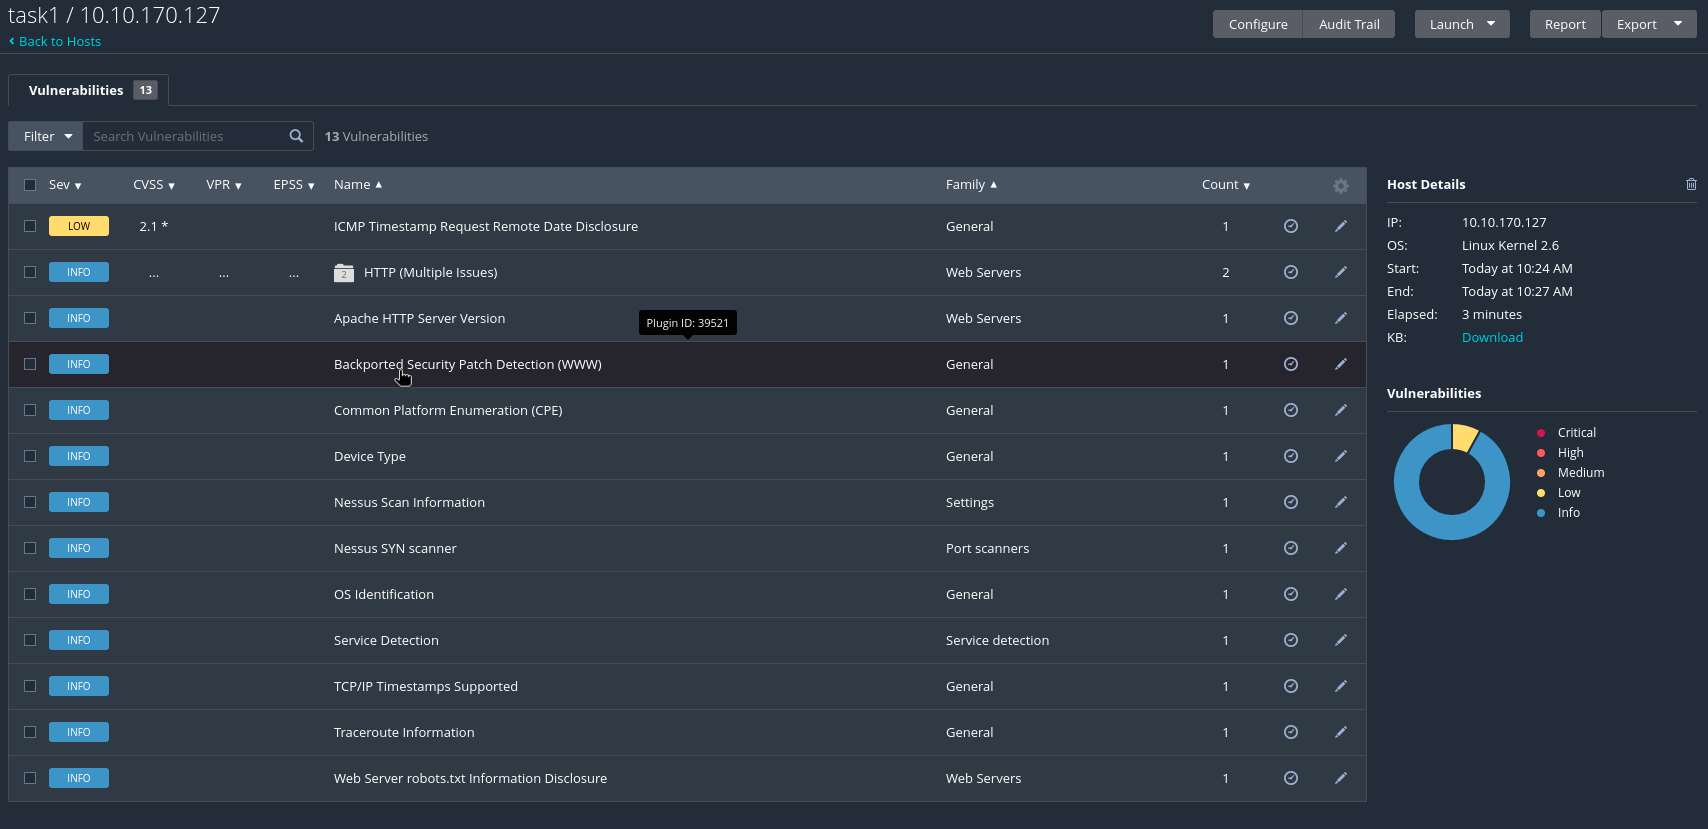 task1 / 10.10.170.127
Back to Hosts
Configure Audit Trail Launch Report Export
Vulnerabilities 13
Filter Search Vulnerabilities 13 Vulnerabilities
Sev CVSS VPR EPSS Name Family Count
LOW 2.1 * ICMP Timestamp Request Remote Date Disclosure General 1
INFO ... ... ... 2 HTTP (Multiple Issues) Web Servers 2
INFO Apache HTTP Server Version Web Servers 1
Plugin ID: 39521
INFO Backported Security Patch Detection (WWW) General 1
INFO Common Platform Enumeration (CPE) General 1
INFO Device Type General 1
INFO Nessus Scan Information Settings 1
INFO Nessus SYN scanner Port scanners 1
INFO OS Identification General 1
INFO Service Detection Service detection 1
INFO TCP/IP Timestamps Supported General 1
INFO Traceroute Information General 1
INFO Web Server robots.txt Information Disclosure Web Servers 1
Host Details
IP: 10.10.170.127
OS: Linux Kernel 2.6
Start: Today at 10:24 AM
End: Today at 10:27 AM
Elapsed: 3 minutes
KB: Download
Vulnerabilities
Critical
High
Medium
Low
Info